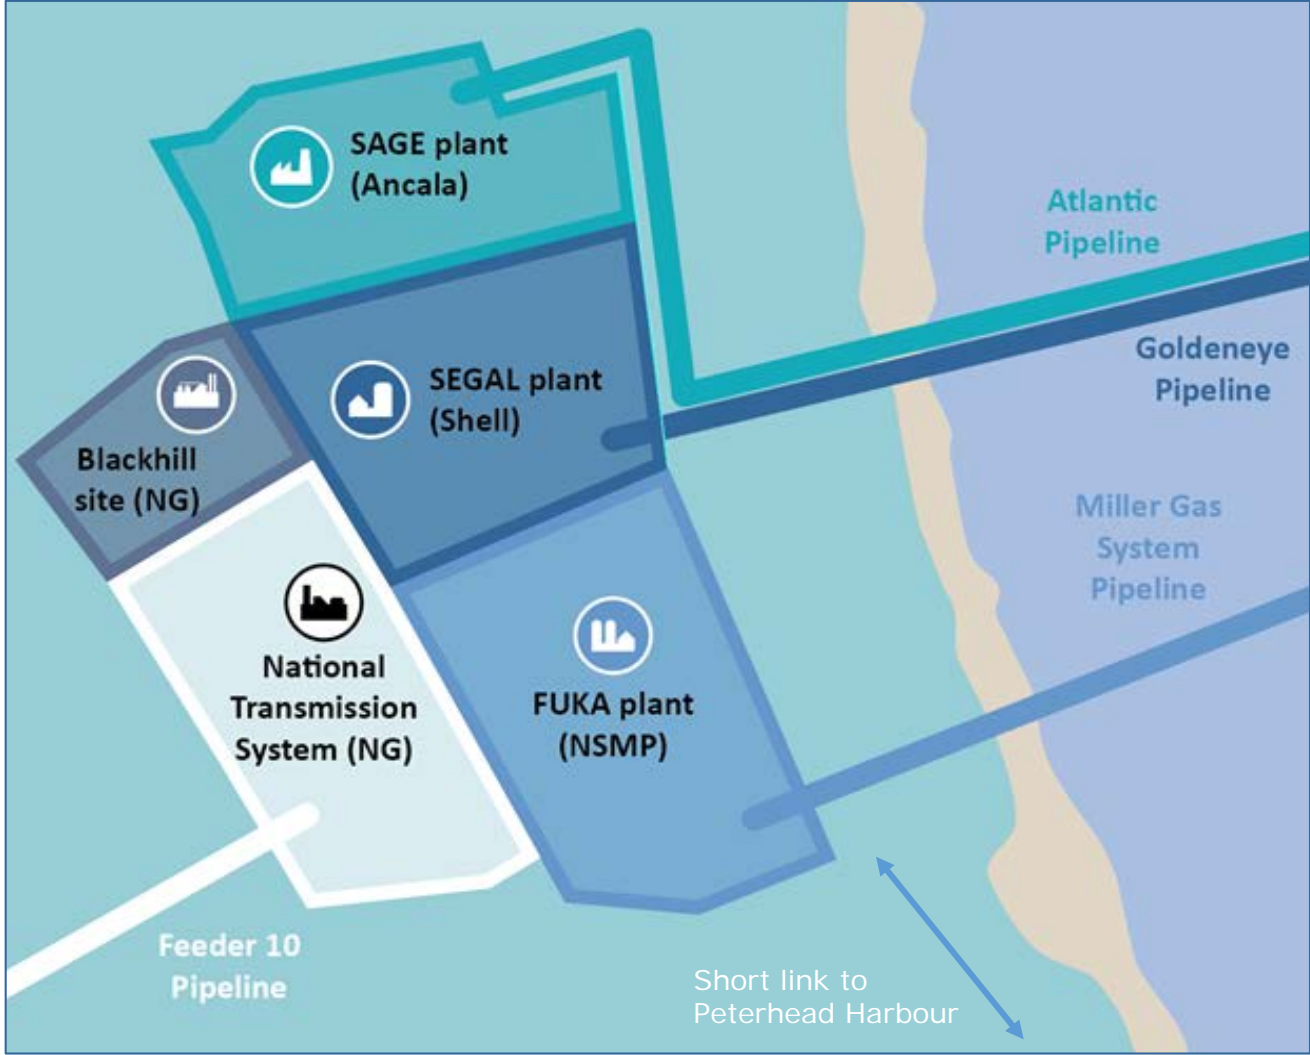 SAGE plant
(Ancala)
Atlantic
Pipeline
Goldeneye
Pipeline
SEGAL plant
(Shell)
Blackhill
site (NG)
Miller Gas
System
Pipeline
National
Transmission
System (NG)
FUKA plant
(NSMP)
Feeder 10
Pipeline
Short link to
Peterhead Harbour